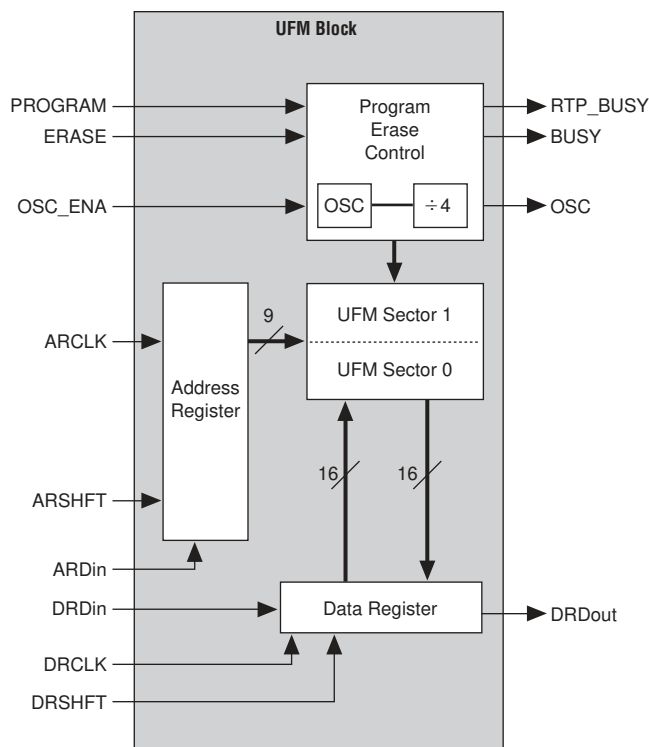 UFM Block
PROGRAM
ERASE
OSC_ENA
Program
Erase
Control
OSC
÷4
RTP_BUSY
BUSY
OSC
UFM Sector 1
UFM Sector 0
9
ARCLK
Address
Register
ARSHFT
ARDin
16
16
DRDin
Data Register
DRDout
DRCLK
DRSHFT